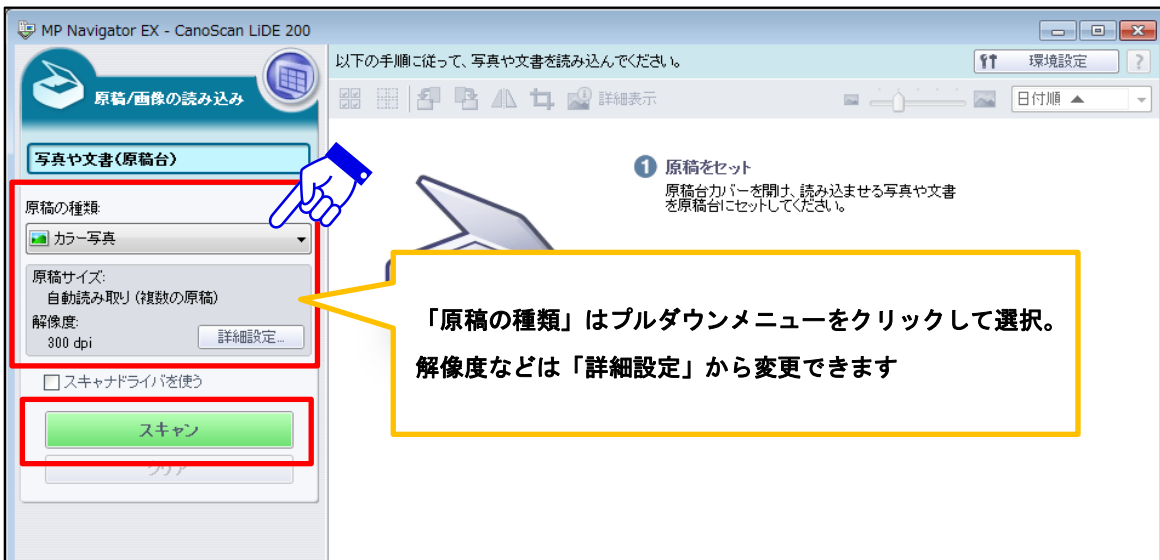 MP Navigator EX - CanoScan LiDE 200
以下の手順に従って、写真や文書を読み込んでください。
環境設定
?
原稿/画像の読み込み
詳細表示
日付順 ▲
写真や文書(原稿台)
原稿の種類:
カラー写真
原稿サイズ:
自動読み取り (複数の原稿)
解像度:
300 dpi
詳細設定...
スキャナドライバを使う
スキャン
クリア
1 原稿をセット
原稿台カバーを開け、読み込ませる写真や文書
を原稿台にセットしてください。
「原稿の種類」はプルダウンメニューをクリックして選択。
解像度などは「詳細設定」から変更できます